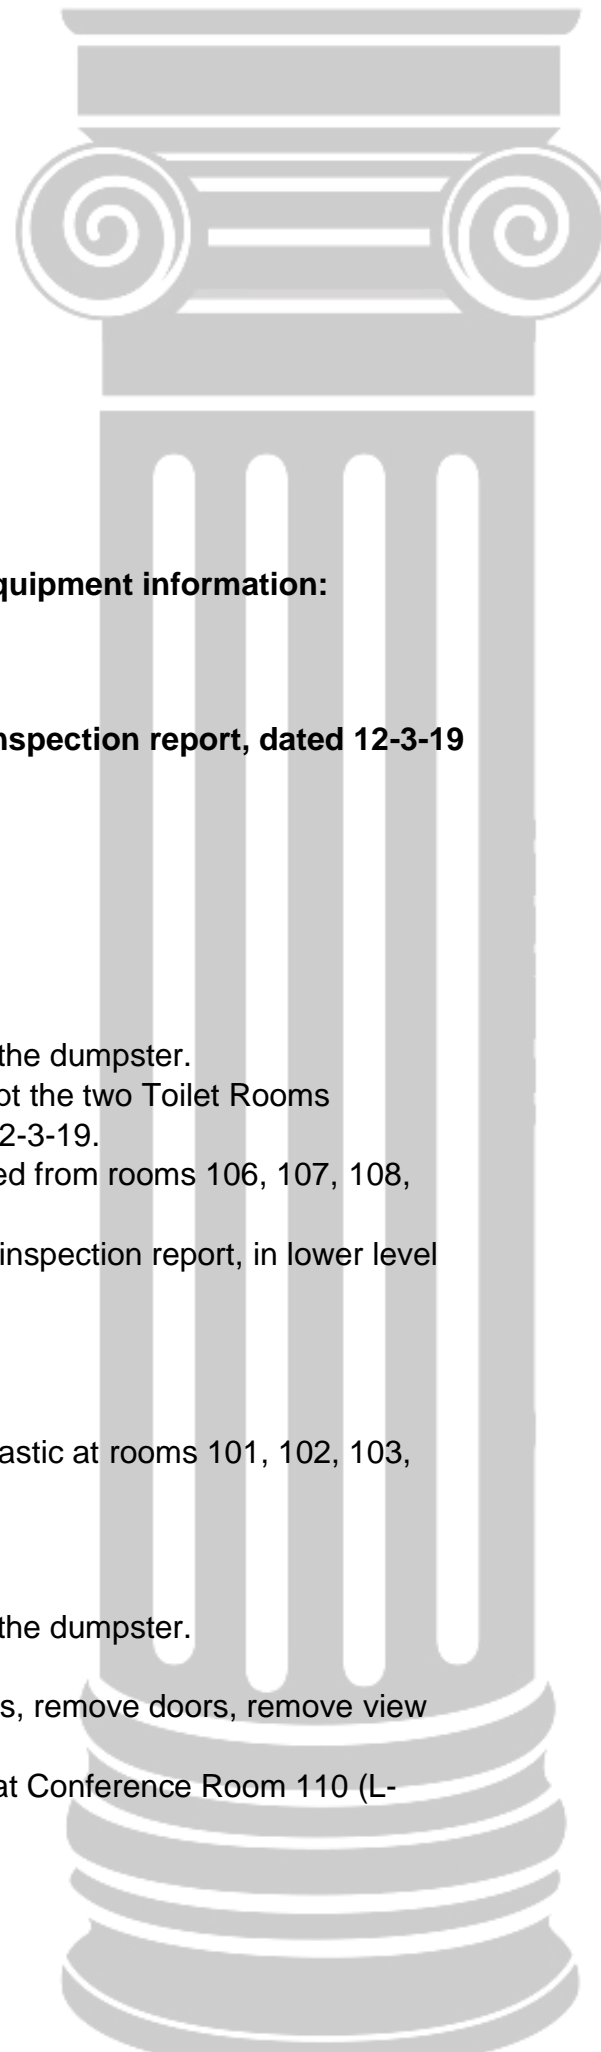 quipment information:
nspection report, dated 12-3-19
the dumpster.
ot the two Toilet Rooms
2-3-19.
ed from rooms 106, 107, 108,
inspection report, in lower level
astic at rooms 101, 102, 103,
the dumpster.
s, remove doors, remove view
at Conference Room 110 (L-